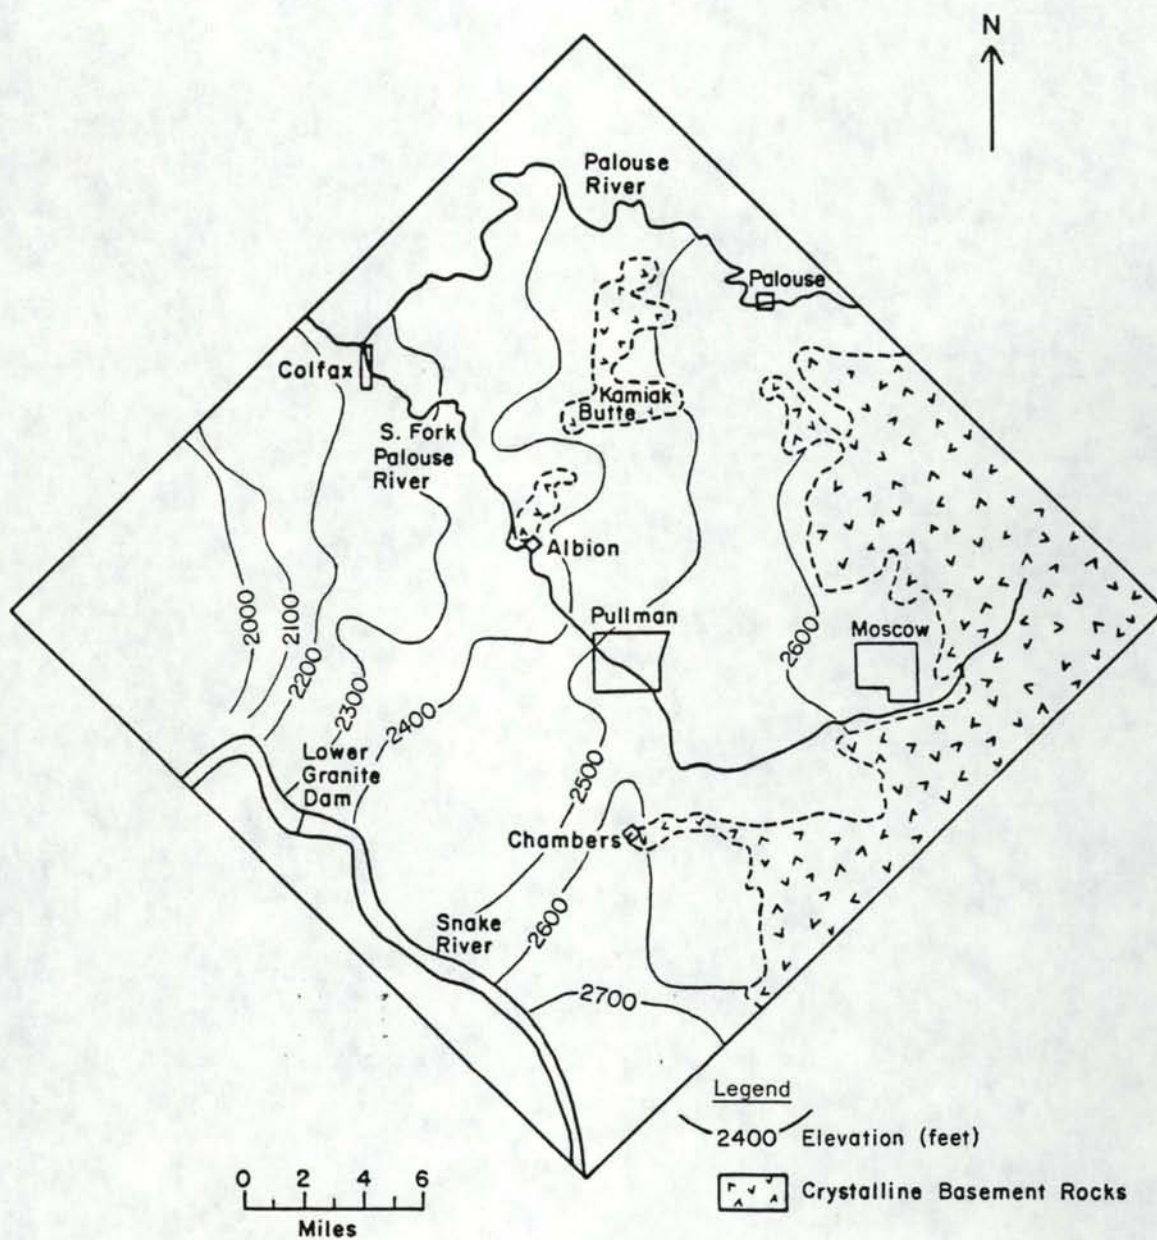 N
Palouse
River
Palouse
Colfax
Kamiak
Butte
S. Fork
Palouse
River
Albion
Pullman
Moscow
2000
2100
2200
2300
2400
2500
2600
Lower
Granite
Dam
Chambers
Snake
River
2600
2700
Legend
2400 Elevation (feet)
Crystalline Basement Rocks
0 2 4 6
Miles